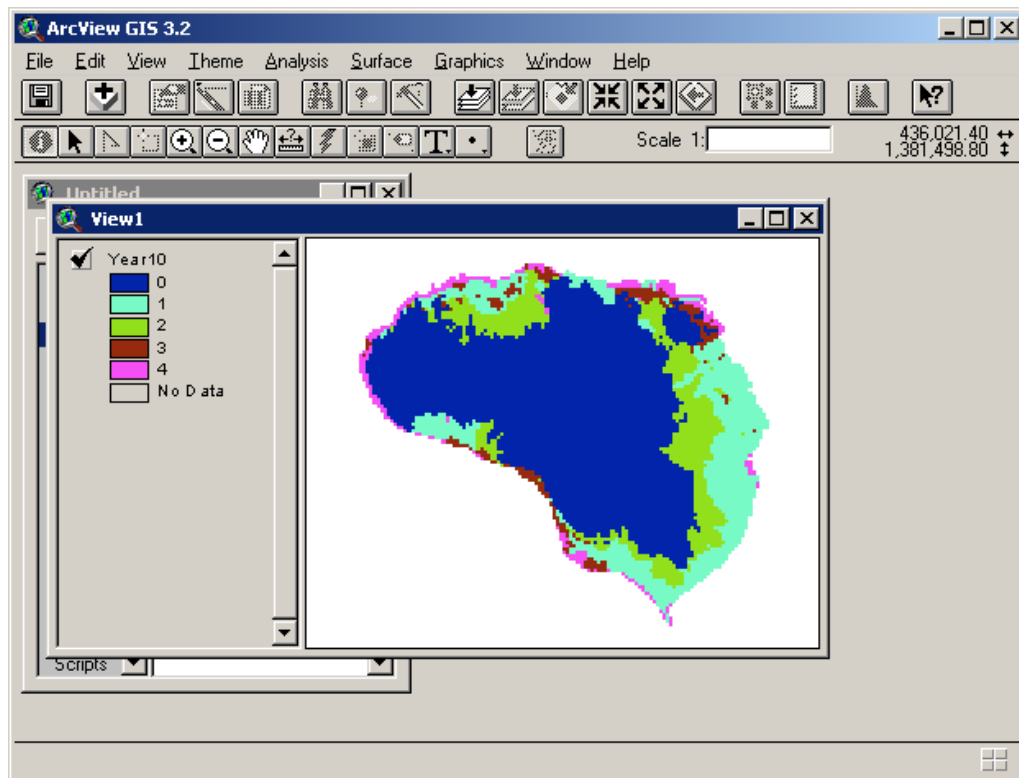 ArcView GIS 3.2
File Edit View Theme Analysis Surface Graphics Window Help
T
Scale 1:
436,021.40
1,381,498.80
Untitled
View1
Year10
0
1
2
3
4
No Data
Scripts